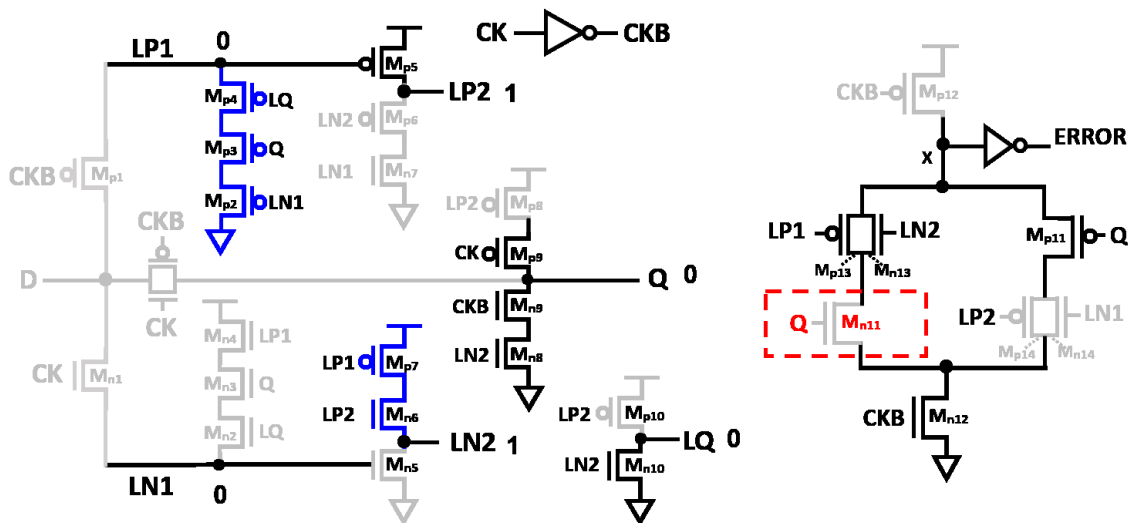 CK CKB
LP1 0
Mp5
LP2 1
Mp4 LQ
LN2 Mp6
Mp3 Q
LN1 Mn7
Mp2 LN1
CKB Mp1
LP2 Mp8
CKB
CK Mp9
D
Q 0
CK
CKB Mn9
LN2 Mn8
Mn4 LP1
LP1 Mp7
CK Mn1
Mn3 Q
LP2 Mn6
Mn2 LQ
LN2 1
Mn5
LN1
0
LP2 Mp10
LQ 0
LN2 Mn10
CKB Mp12
X
ERROR
LP1 LN2
Mp11 Q
Mp13 Mn13
Q Mn11
LP2 LN1
Mp14 Mn14
CKB Mn12